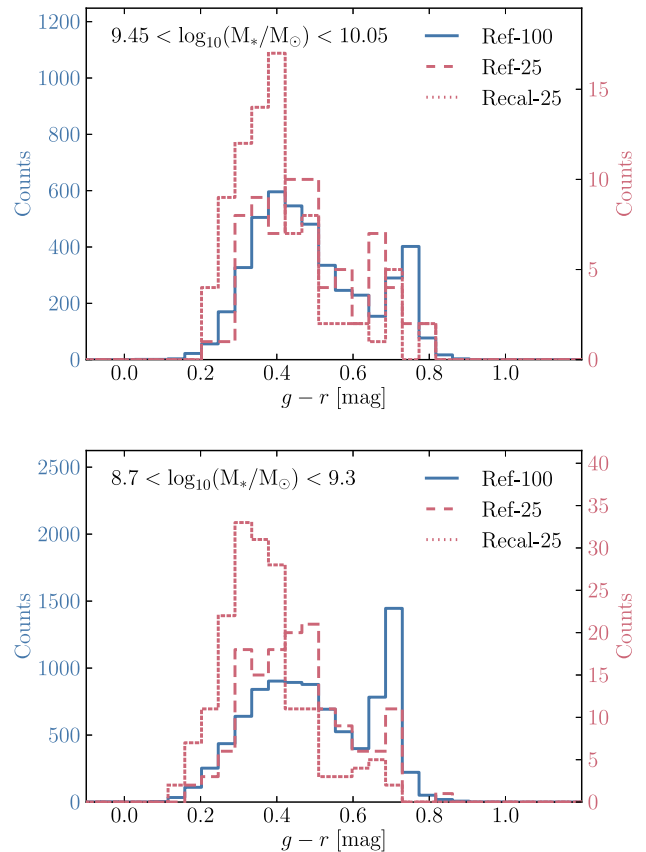 9.45 < log₁₀(M∗/M⊙) < 10.05
Ref-100
Ref-25
Recal-25
1200
1000
800
600
400
200
0
Counts
15
10
5
0
Counts
0.0 0.2 0.4 0.6 0.8 1.0
g − r [mag]
8.7 < log₁₀(M∗/M⊙) < 9.3
Ref-100
Ref-25
Recal-25
2500
2000
1500
1000
500
0
Counts
40
35
30
25
20
15
10
5
0
Counts
0.0 0.2 0.4 0.6 0.8 1.0
g − r [mag]